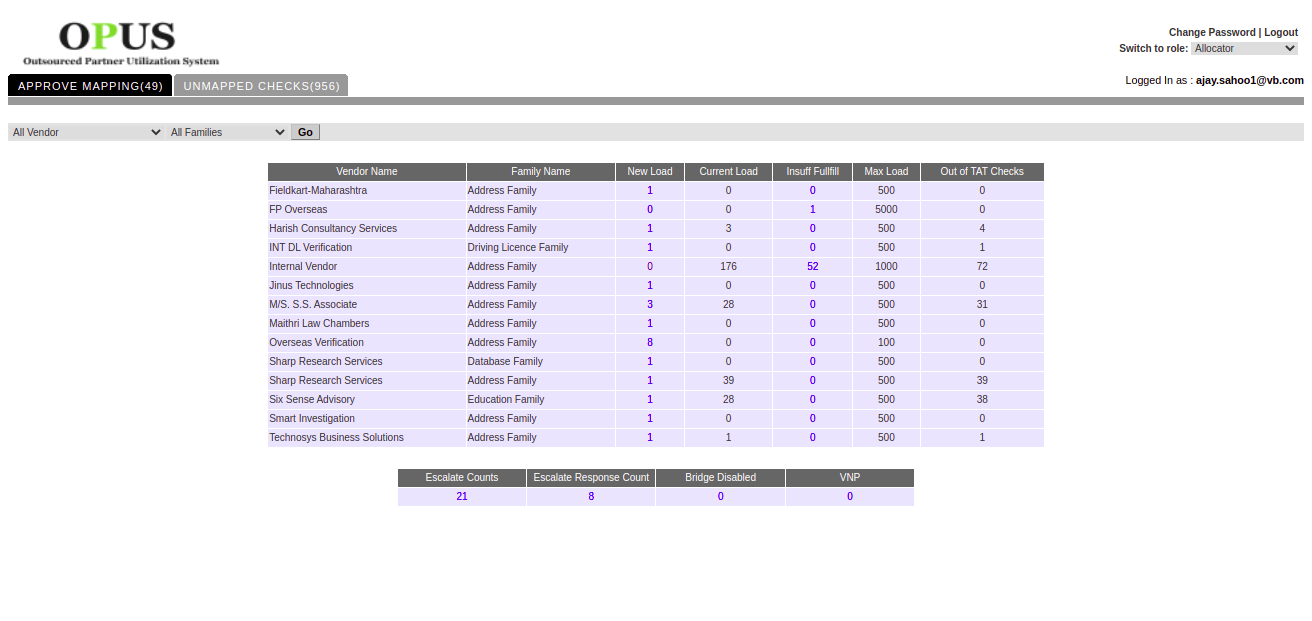 OPUS
Outsourced Partner Utilization System
Change Password | Logout
Switch to role: Allocator
APPROVE MAPPING(49) UNMAPPED CHECKS(956)
Logged In as : ajay.sahoo1@vb.com
All Vendor All Families Go
Vendor Name Family Name New Load Current Load Insuff Fullfill Max Load Out of TAT Checks
Fieldkart-Maharashtra Address Family 1 0 0 500 0
FP Overseas Address Family 0 0 1 5000 0
Harish Consultancy Services Address Family 1 3 0 500 4
INT DL Verification Driving Licence Family 1 0 0 500 1
Internal Vendor Address Family 0 176 52 1000 72
Jinus Technologies Address Family 1 0 0 500 0
M/S. S.S. Associate Address Family 3 28 0 500 31
Maithri Law Chambers Address Family 1 0 0 500 0
Overseas Verification Address Family 8 0 0 100 0
Sharp Research Services Database Family 1 0 0 500 0
Sharp Research Services Address Family 1 39 0 500 39
Six Sense Advisory Education Family 1 28 0 500 38
Smart Investigation Address Family 1 0 0 500 0
Technosys Business Solutions Address Family 1 1 0 500 1
Escalate Counts Escalate Response Count Bridge Disabled VNP
21 8 0 0